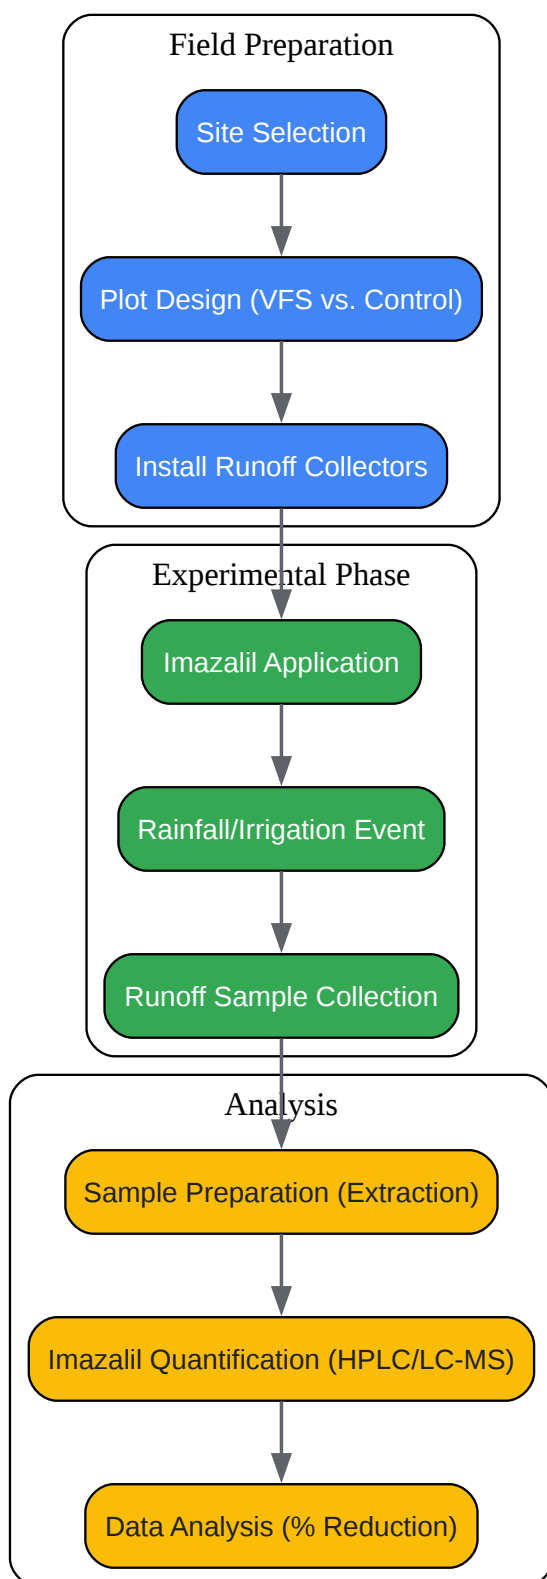 Field Preparation
Site Selection
Plot Design (VFS vs. Control)
Install Runoff Collectors
Experimental Phase
Imazalil Application
Rainfall/Irrigation Event
Runoff Sample Collection
Analysis
Sample Preparation (Extraction)
Imazalil Quantification (HPLC/LC-MS)
Data Analysis (% Reduction)